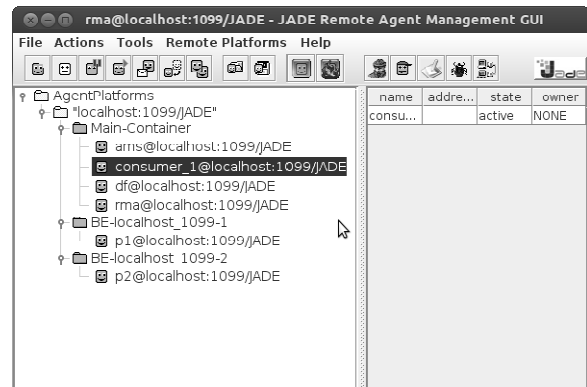 rma@localhost:1099/JADE - JADE Remote Agent Management GUI
File Actions Tools Remote Platforms Help
Jade
AgentPlatforms
"localhost:1099/JADE"
Main-Container
ams@localhost:1099/JADE
consumer_1@localhost:1099/JADE
df@localhost:1099/JADE
rma@localhost:1099/JADE
BE-localhost_1099-1
p1@localhost:1099/JADE
BE-localhost_1099-2
p2@localhost:1099/JADE
name addre... state owner
consu... active NONE